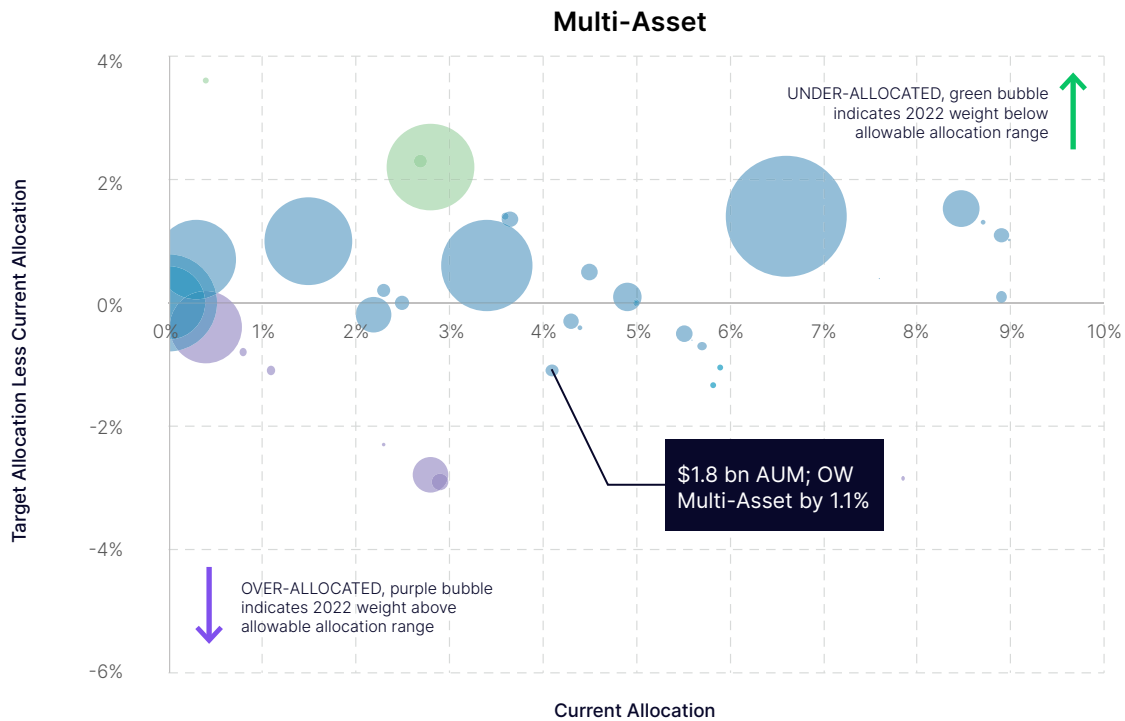 Multi-Asset
4%
UNDER-ALLOCATED, green bubble
indicates 2022 weight below
allowable allocation range
2%
Target Allocation Less Current Allocation
0%
0% 1% 2% 3% 4% 5% 6% 7% 8% 9% 10%
-2%
$1.8 bn AUM; OW
Multi-Asset by 1.1%
-4%
OVER-ALLOCATED, purple bubble
indicates 2022 weight above
allowable allocation range
-6%
Current Allocation